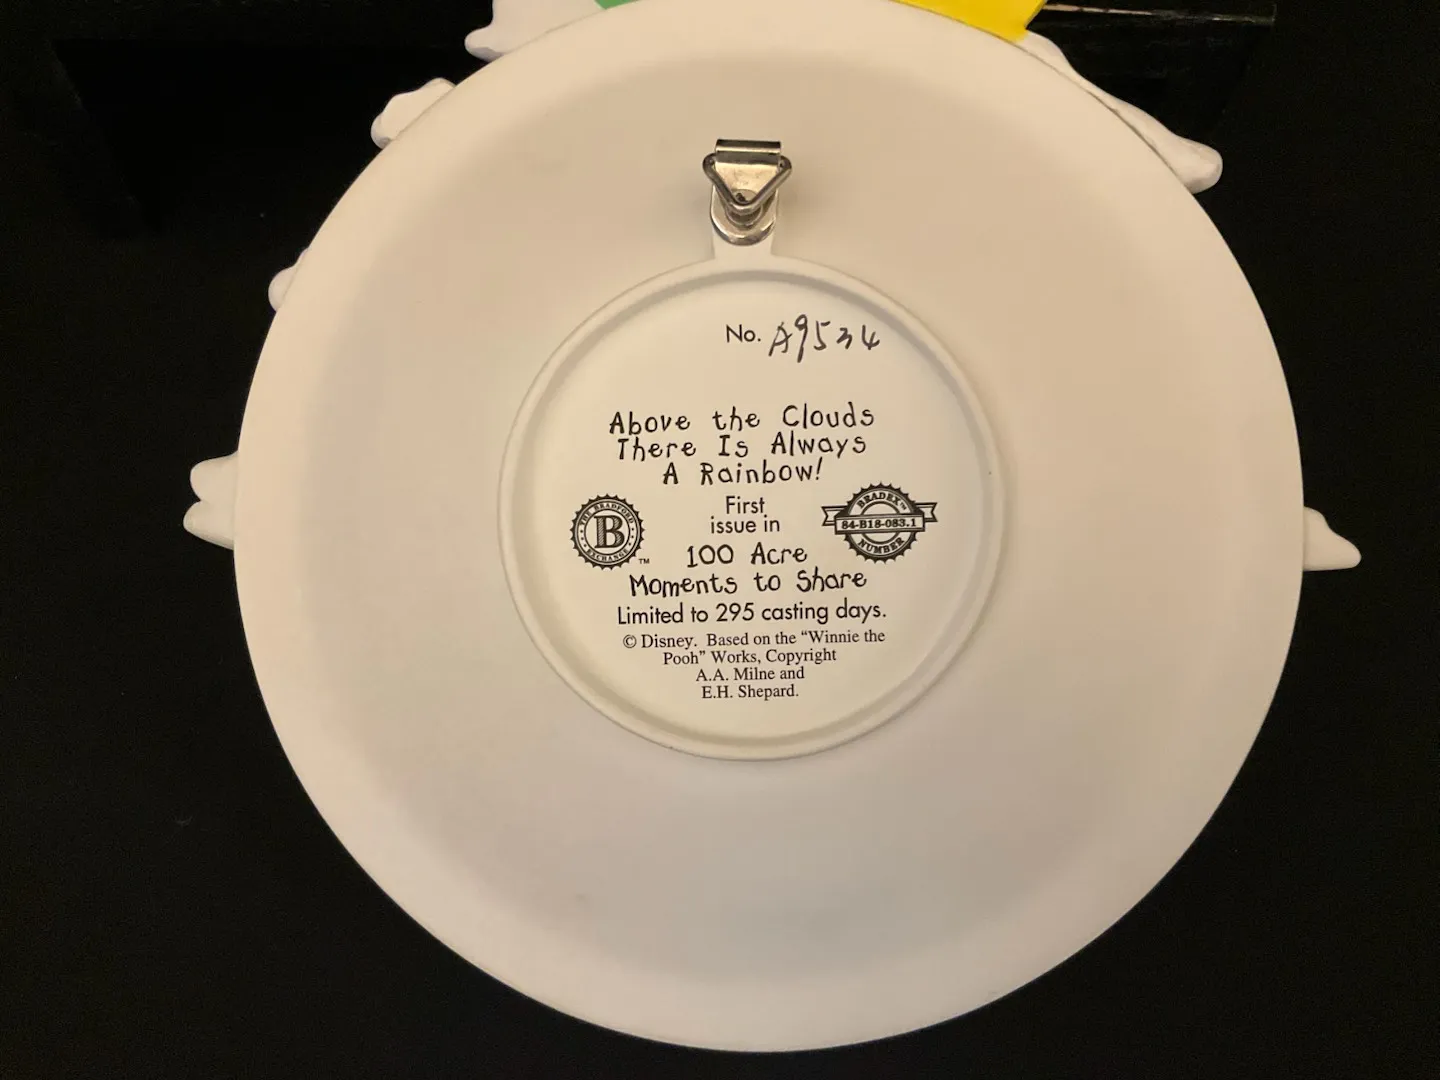 No. A9534
Above the Clouds
There Is Always
A Rainbow!
First
issue in
100 Acre
Moments to Share
Limited to 295 casting days.
© Disney. Based on the “Winnie the
Pooh” Works, Copyright
A.A. Milne and
E.H. Shepard.
THE BRADFORD
B
EXCHANGE
TM
BRADEX™
84-B18-083.1
NUMBER